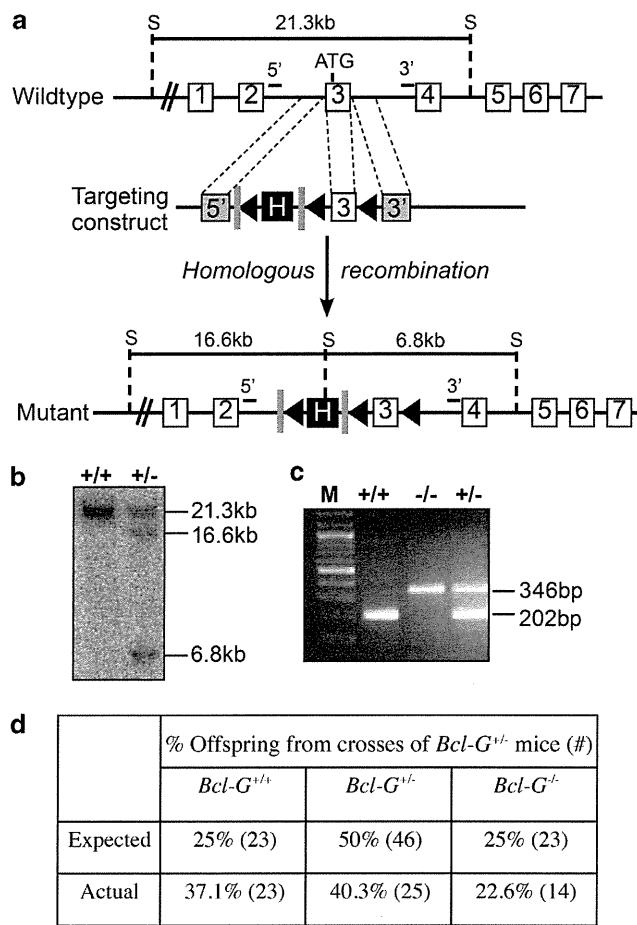 a
S 21.3kb S
5' ATG 3'
Wildtype 1 2 3 4 5 6 7
Targeting construct 5' H 3 3'
Homologous recombination
16.6kb S 6.8kb
S S
5' 3'
Mutant 1 2 H 3 4 5 6 7
b
+/+ +/-
21.3kb
16.6kb
6.8kb
c
M +/+ -/- +/-
346bp
202bp
d
% Offspring from crosses of Bcl-G+/- mice (#)
Bcl-G+/+ Bcl-G+/- Bcl-G-/-
Expected 25% (23) 50% (46) 25% (23)
Actual 37.1% (23) 40.3% (25) 22.6% (14)